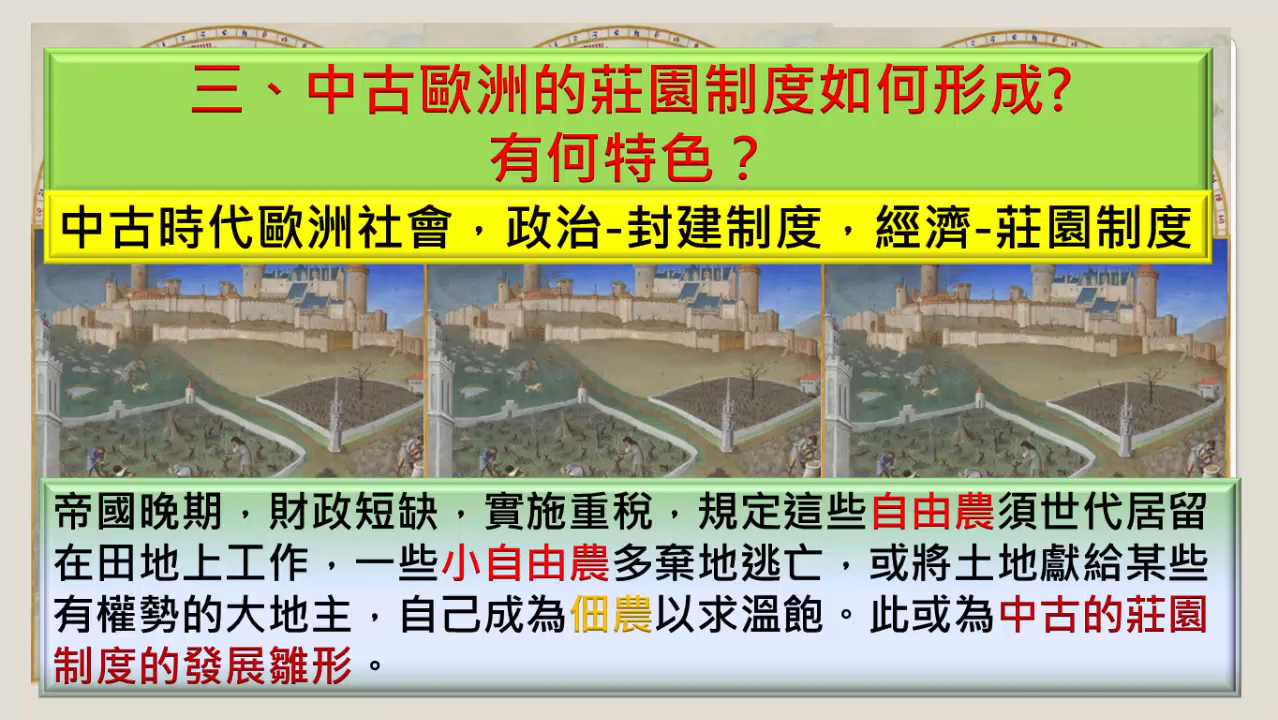 三、中古歐洲的莊園制度如何形成?
有何特色？
中古時代歐洲社會，政治-封建制度，經濟-莊園制度
帝國晚期，財政短缺，實施重稅，規定這些自由農須世代居留
在田地上工作，一些小自由農多棄地逃亡，或將土地獻給某些
有權勢的大地主，自己成為佃農以求溫飽。此或為中古的莊園
制度的發展雛形。